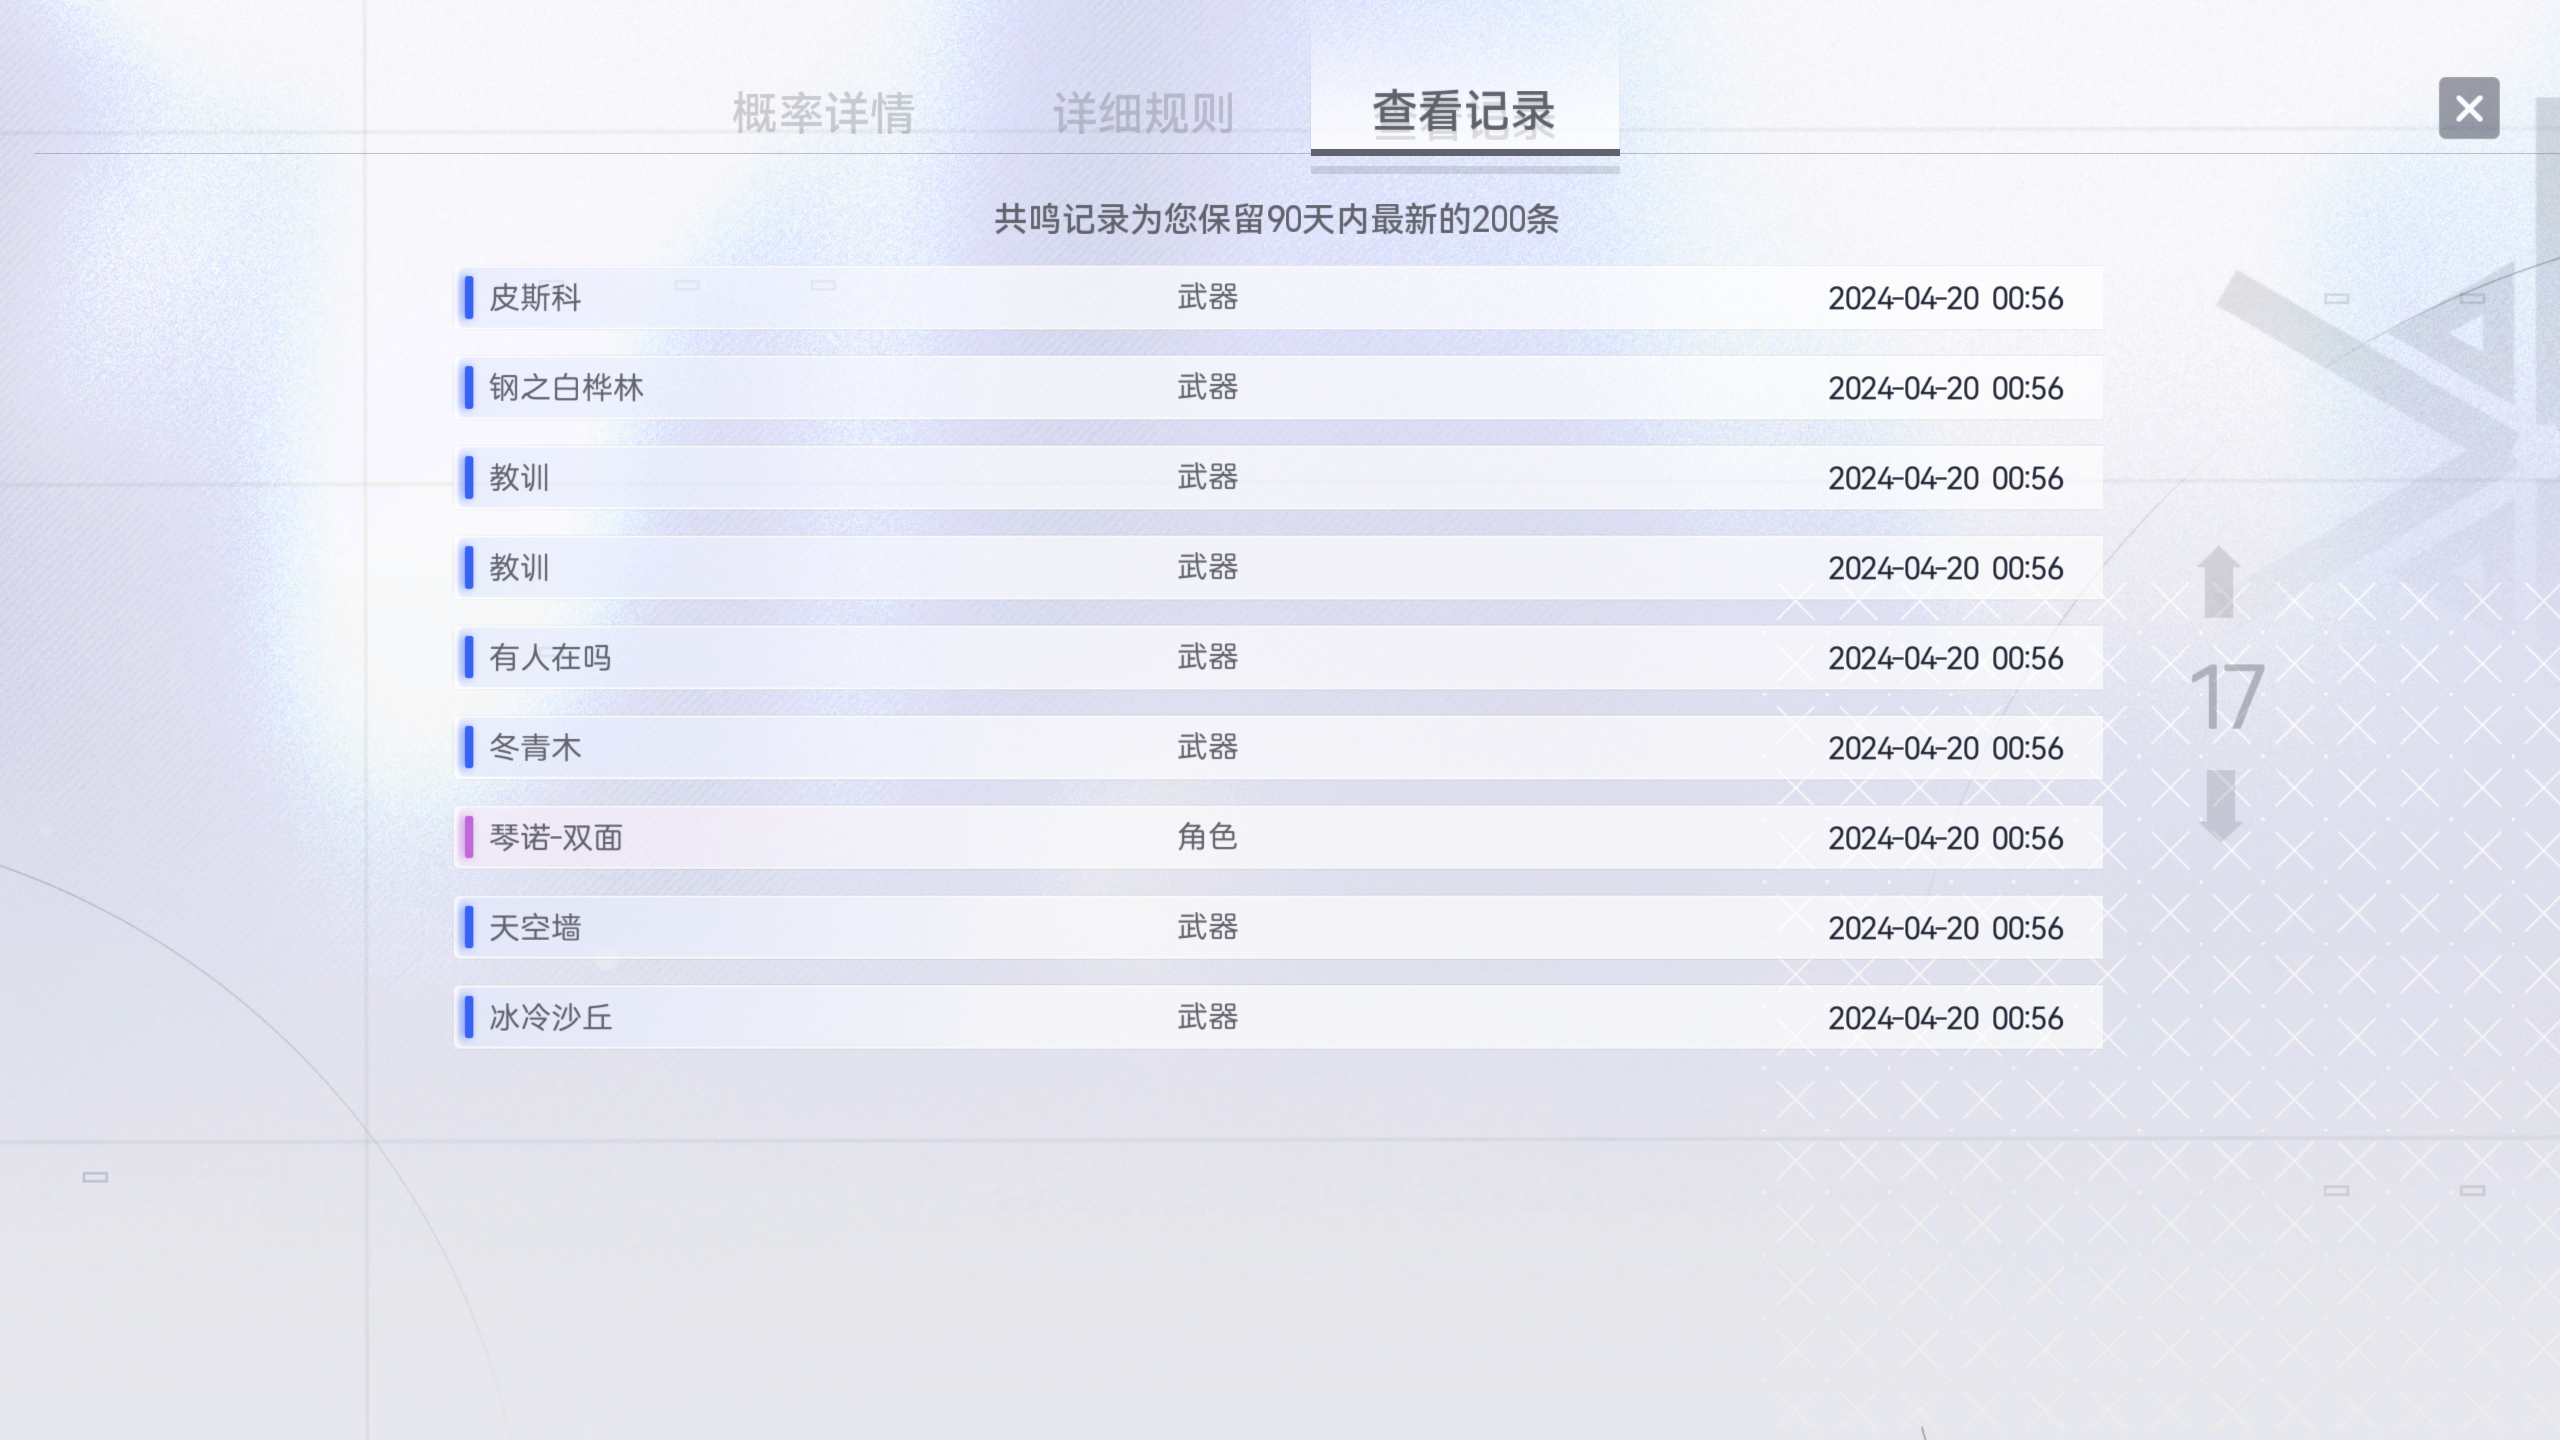 概率详情 详细规则 查看记录
共鸣记录为您保留90天内最新的200条
皮斯科 武器 2024-04-20 00:56
钢之白桦林 武器 2024-04-20 00:56
教训 武器 2024-04-20 00:56
教训 武器 2024-04-20 00:56
有人在吗 武器 2024-04-20 00:56
冬青木 武器 2024-04-20 00:56
琴诺-双面 角色 2024-04-20 00:56
天空墙 武器 2024-04-20 00:56
冰冷沙丘 武器 2024-04-20 00:56
17